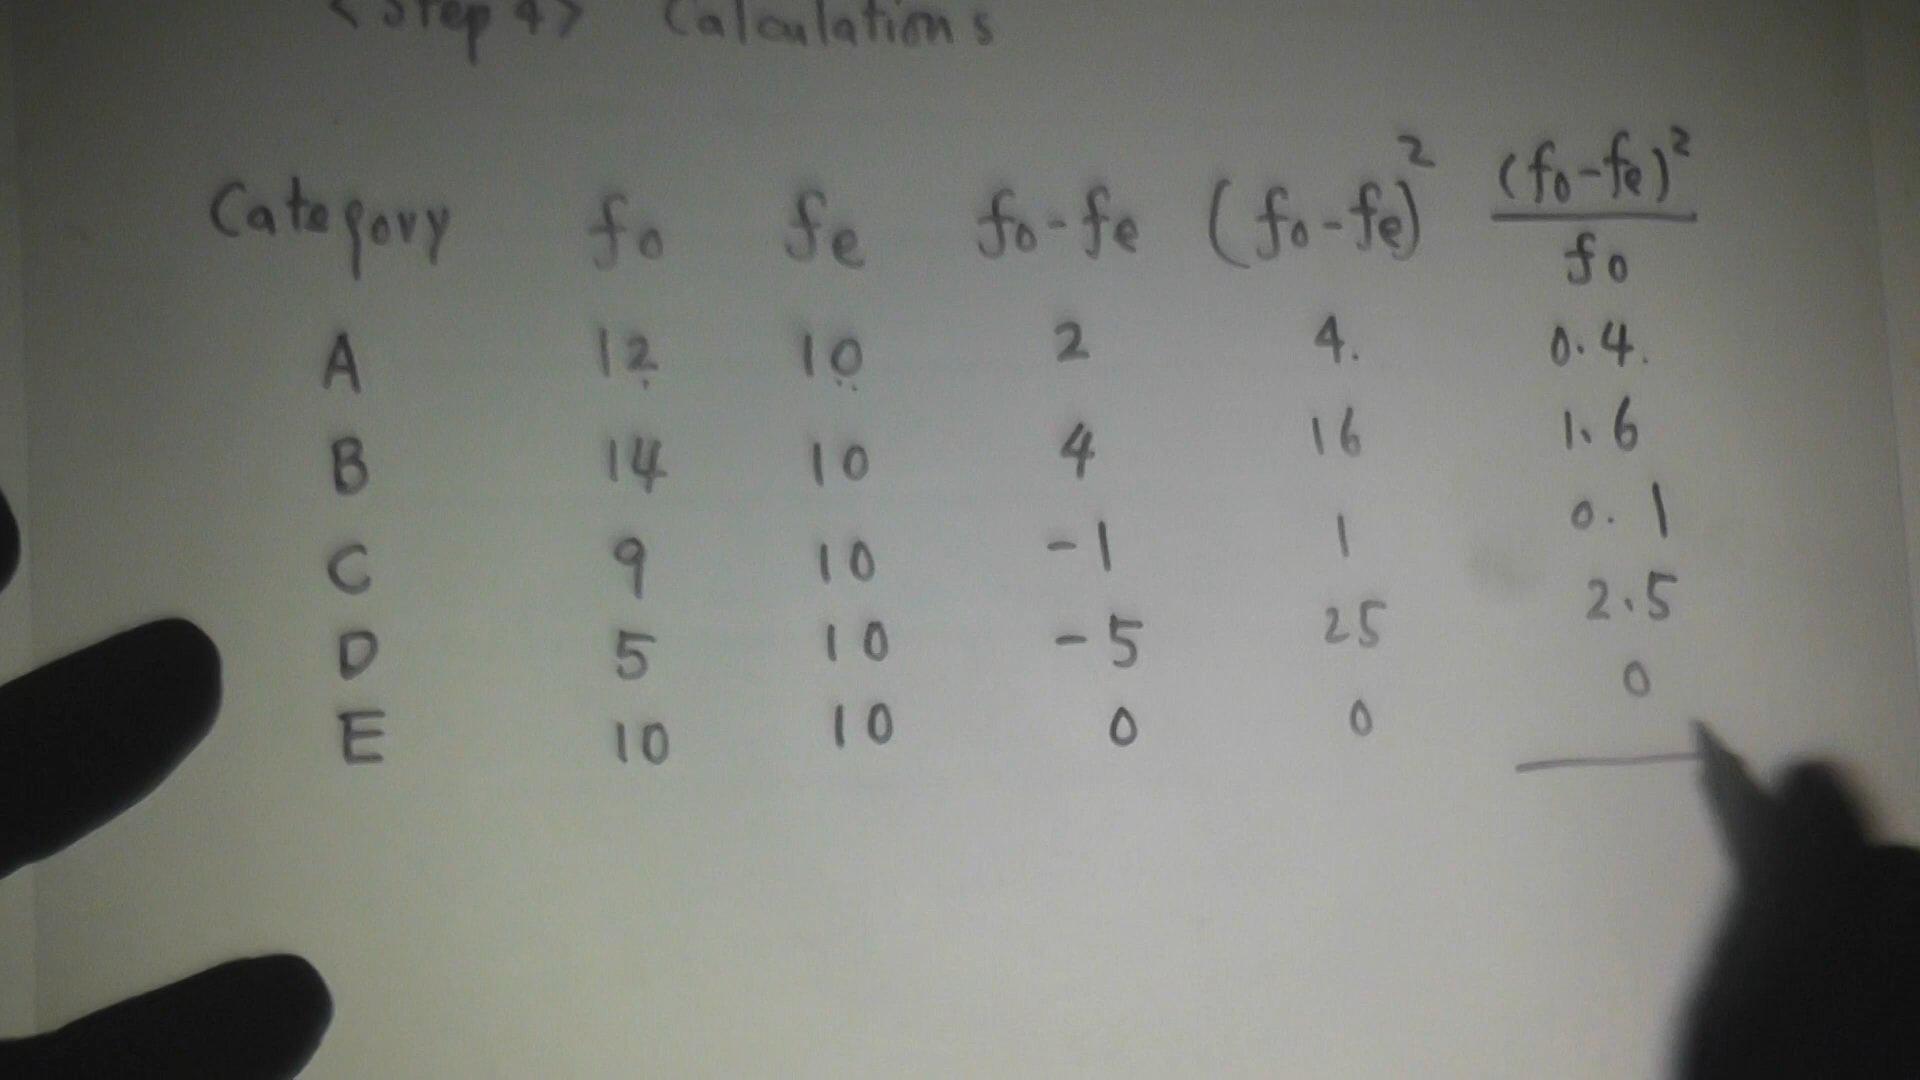 <Step 4> Calculations
Category fo fe fo-fe (fo-fe)² (fo-fe)²/fo
A 12 10 2 4. 0.4.
B 14 10 4 16 1.6
C 9 10 -1 1 0.1
D 5 10 -5 25 2.5
E 10 10 0 0 0